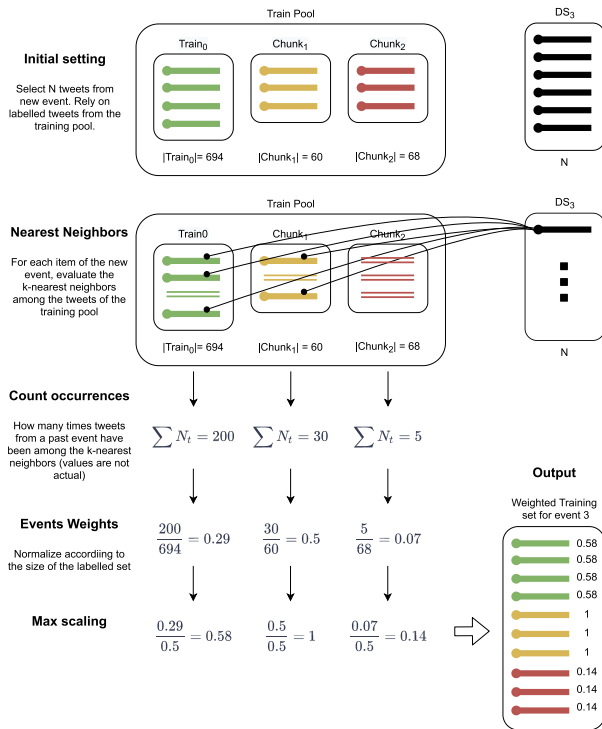 Train Pool
DS3
Initial setting
Select N tweets from
new event. Rely on
labelled tweets from the
training pool.
Train0
Chunk1
Chunk2
|Train0|= 694
|Chunk1|= 60
|Chunk2|= 68
N
Train Pool
DS3
Nearest Neighbors
For each item of the new
event, evaluate the
k-nearest neighbors
among the tweets of the
training pool
Train0
Chunk1
Chunk2
|Train0|= 694
|Chunk1|= 60
|Chunk2|= 68
N
Count occurrences
How many times tweets
from a past event have
been among the k-nearest
neighbors (values are not
actual)
∑ Nt = 200
∑ Nt = 30
∑ Nt = 5
Events Weights
Normalize accordiing to
the size of the labelled set
200/694 = 0.29
30/60 = 0.5
5/68 = 0.07
Max scaling
0.29/0.5 = 0.58
0.5/0.5 = 1
0.07/0.5 = 0.14
Output
Weighted Training
set for event 3
0.58
0.58
0.58
0.58
1
1
1
0.14
0.14
0.14